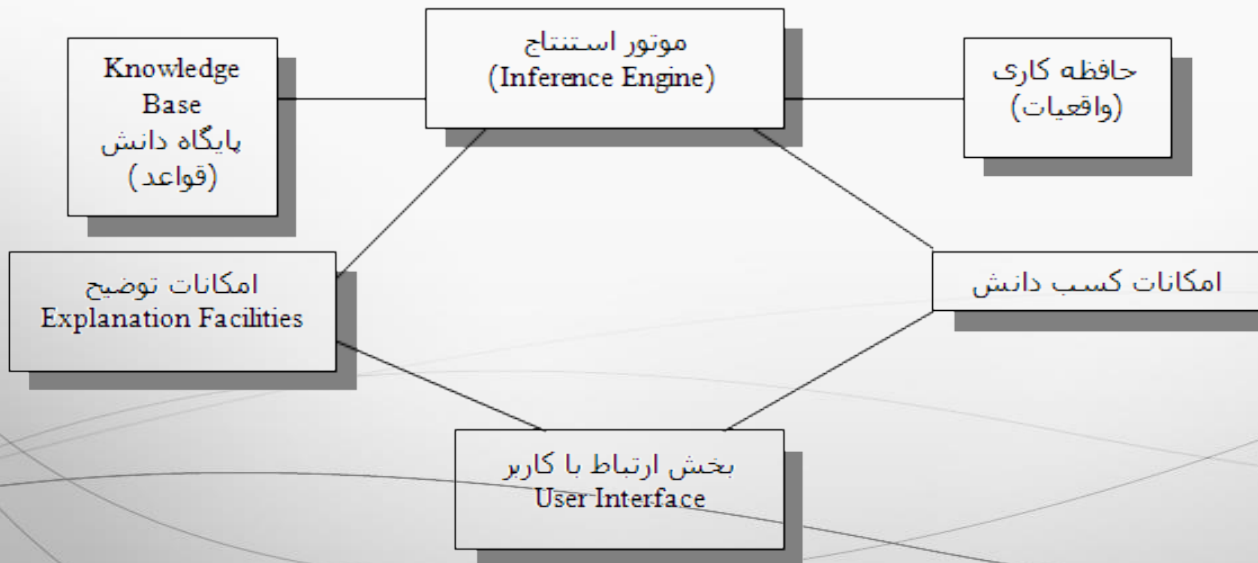 موتور استنتاج
(Inference Engine)
Knowledge
Base
پایگاه دانش
(قواعد)
حافظه کاری
(واقعیات)
امکانات توضیح
Explanation Facilities
امکانات کسب دانش
بخش ارتباط با کاربر
User Interface